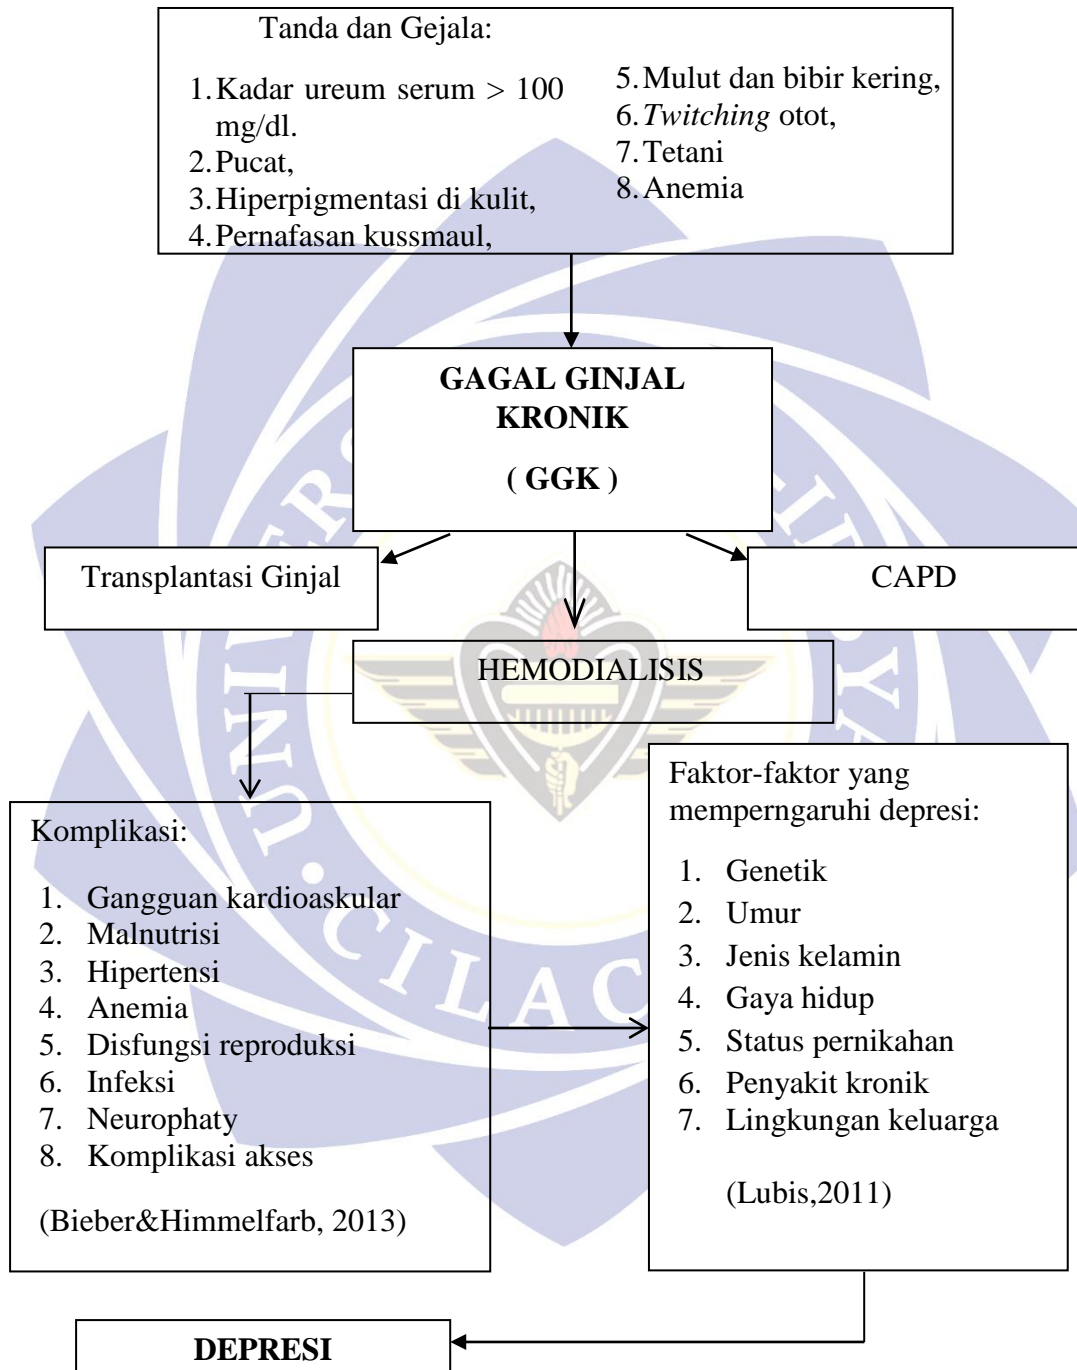 Tanda dan Gejala:
1. Kadar ureum serum > 100
mg/dl.
2. Pucat,
3. Hiperpigmentasi di kulit,
4. Pernafasan kussmaul,
5. Mulut dan bibir kering,
6. Twitching otot,
7. Tetani
8. Anemia
GAGAL GINJAL
KRONIK
( GGK )
Transplantasi Ginjal
CAPD
HEMODIALISIS
Komplikasi:
1. Gangguan kardioaskular
2. Malnutrisi
3. Hipertensi
4. Anemia
5. Disfungsi reproduksi
6. Infeksi
7. Neurophaty
8. Komplikasi akses
(Bieber&Himmelfarb, 2013)
Faktor-faktor yang
memperngaruhi depresi:
1. Genetik
2. Umur
3. Jenis kelamin
4. Gaya hidup
5. Status pernikahan
6. Penyakit kronik
7. Lingkungan keluarga
(Lubis,2011)
DEPRESI